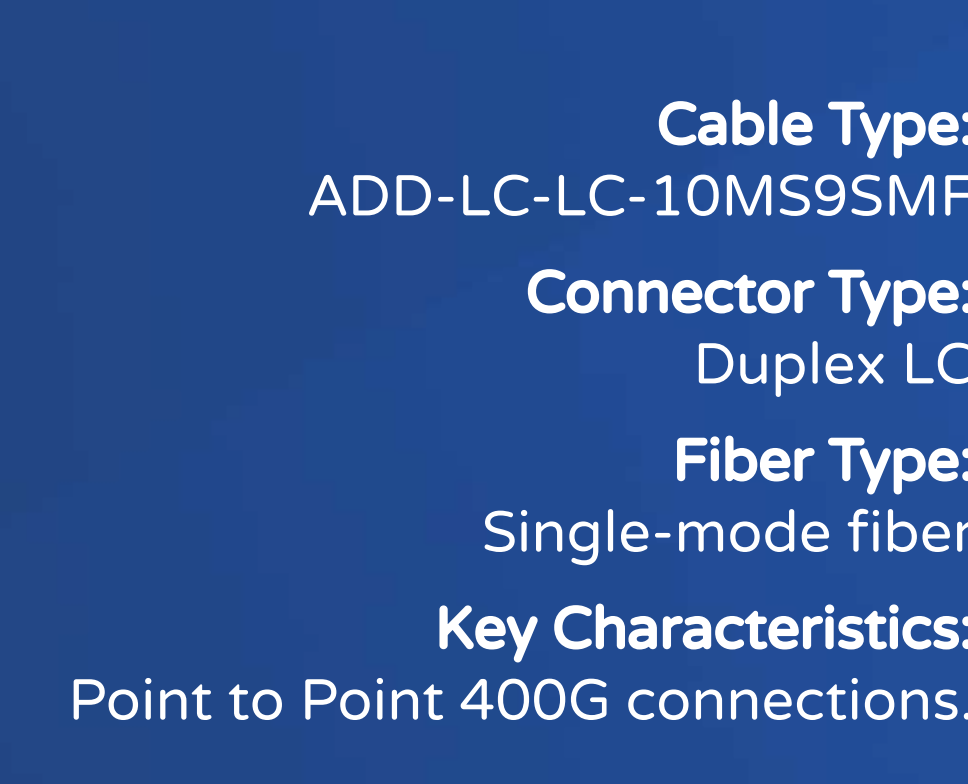 Cable Type:
ADD-LC-LC-10MS9SMF
Connector Type:
Duplex LC
Fiber Type:
Single-mode fiber
Key Characteristics:
Point to Point 400G connections.